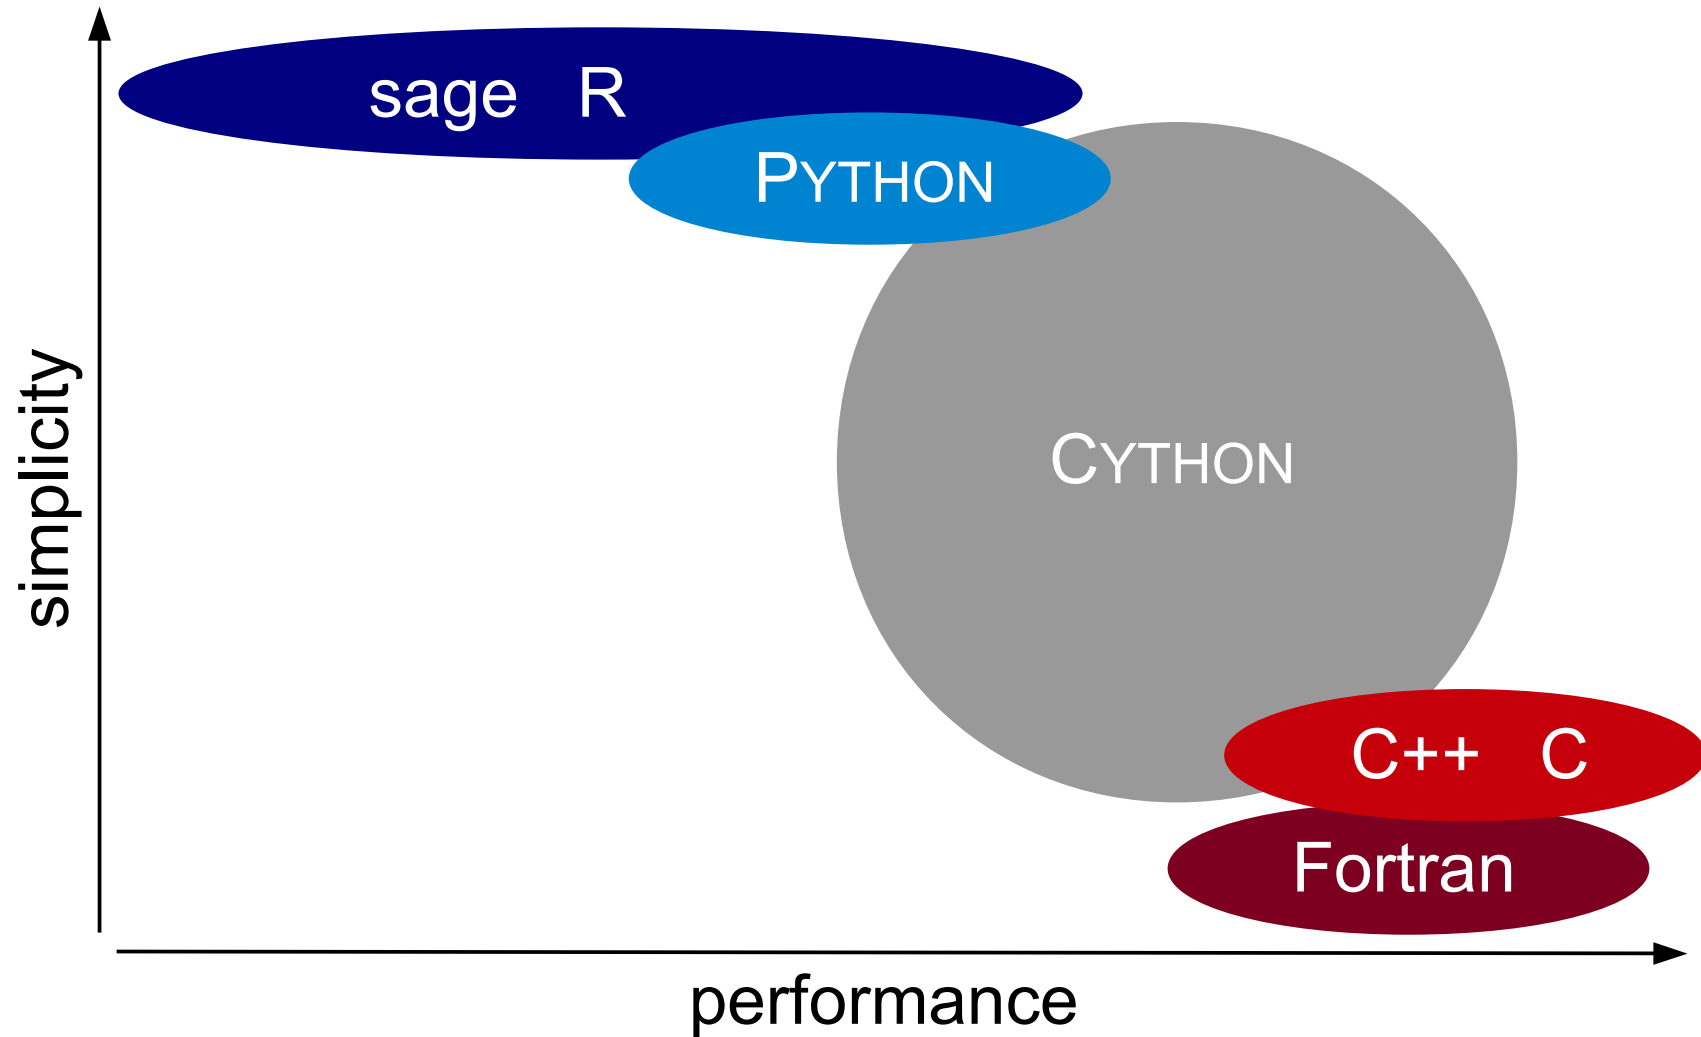 sage R
PYTHON
simplicity
CYTHON
C++ C
Fortran
performance